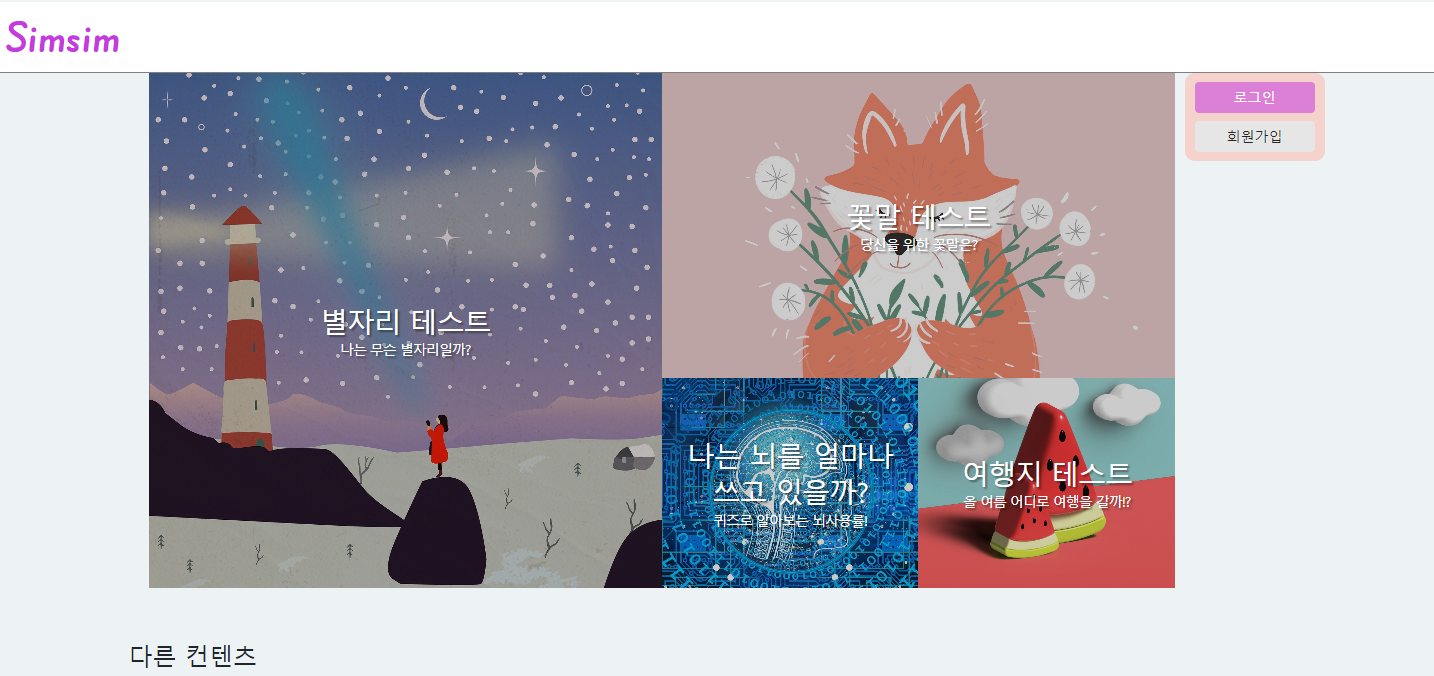 Simsim
별자리 테스트
나는 무슨 별자리일까?
꽃말 테스트
당신을 위한 꽃말은?
나는 뇌를 얼마나
쓰고 있을까?
퀴즈로 알아보는 뇌사용률!
여행지 테스트
올 여름 어디로 여행을 갈까!?
로그인
회원가입
다른 컨텐츠